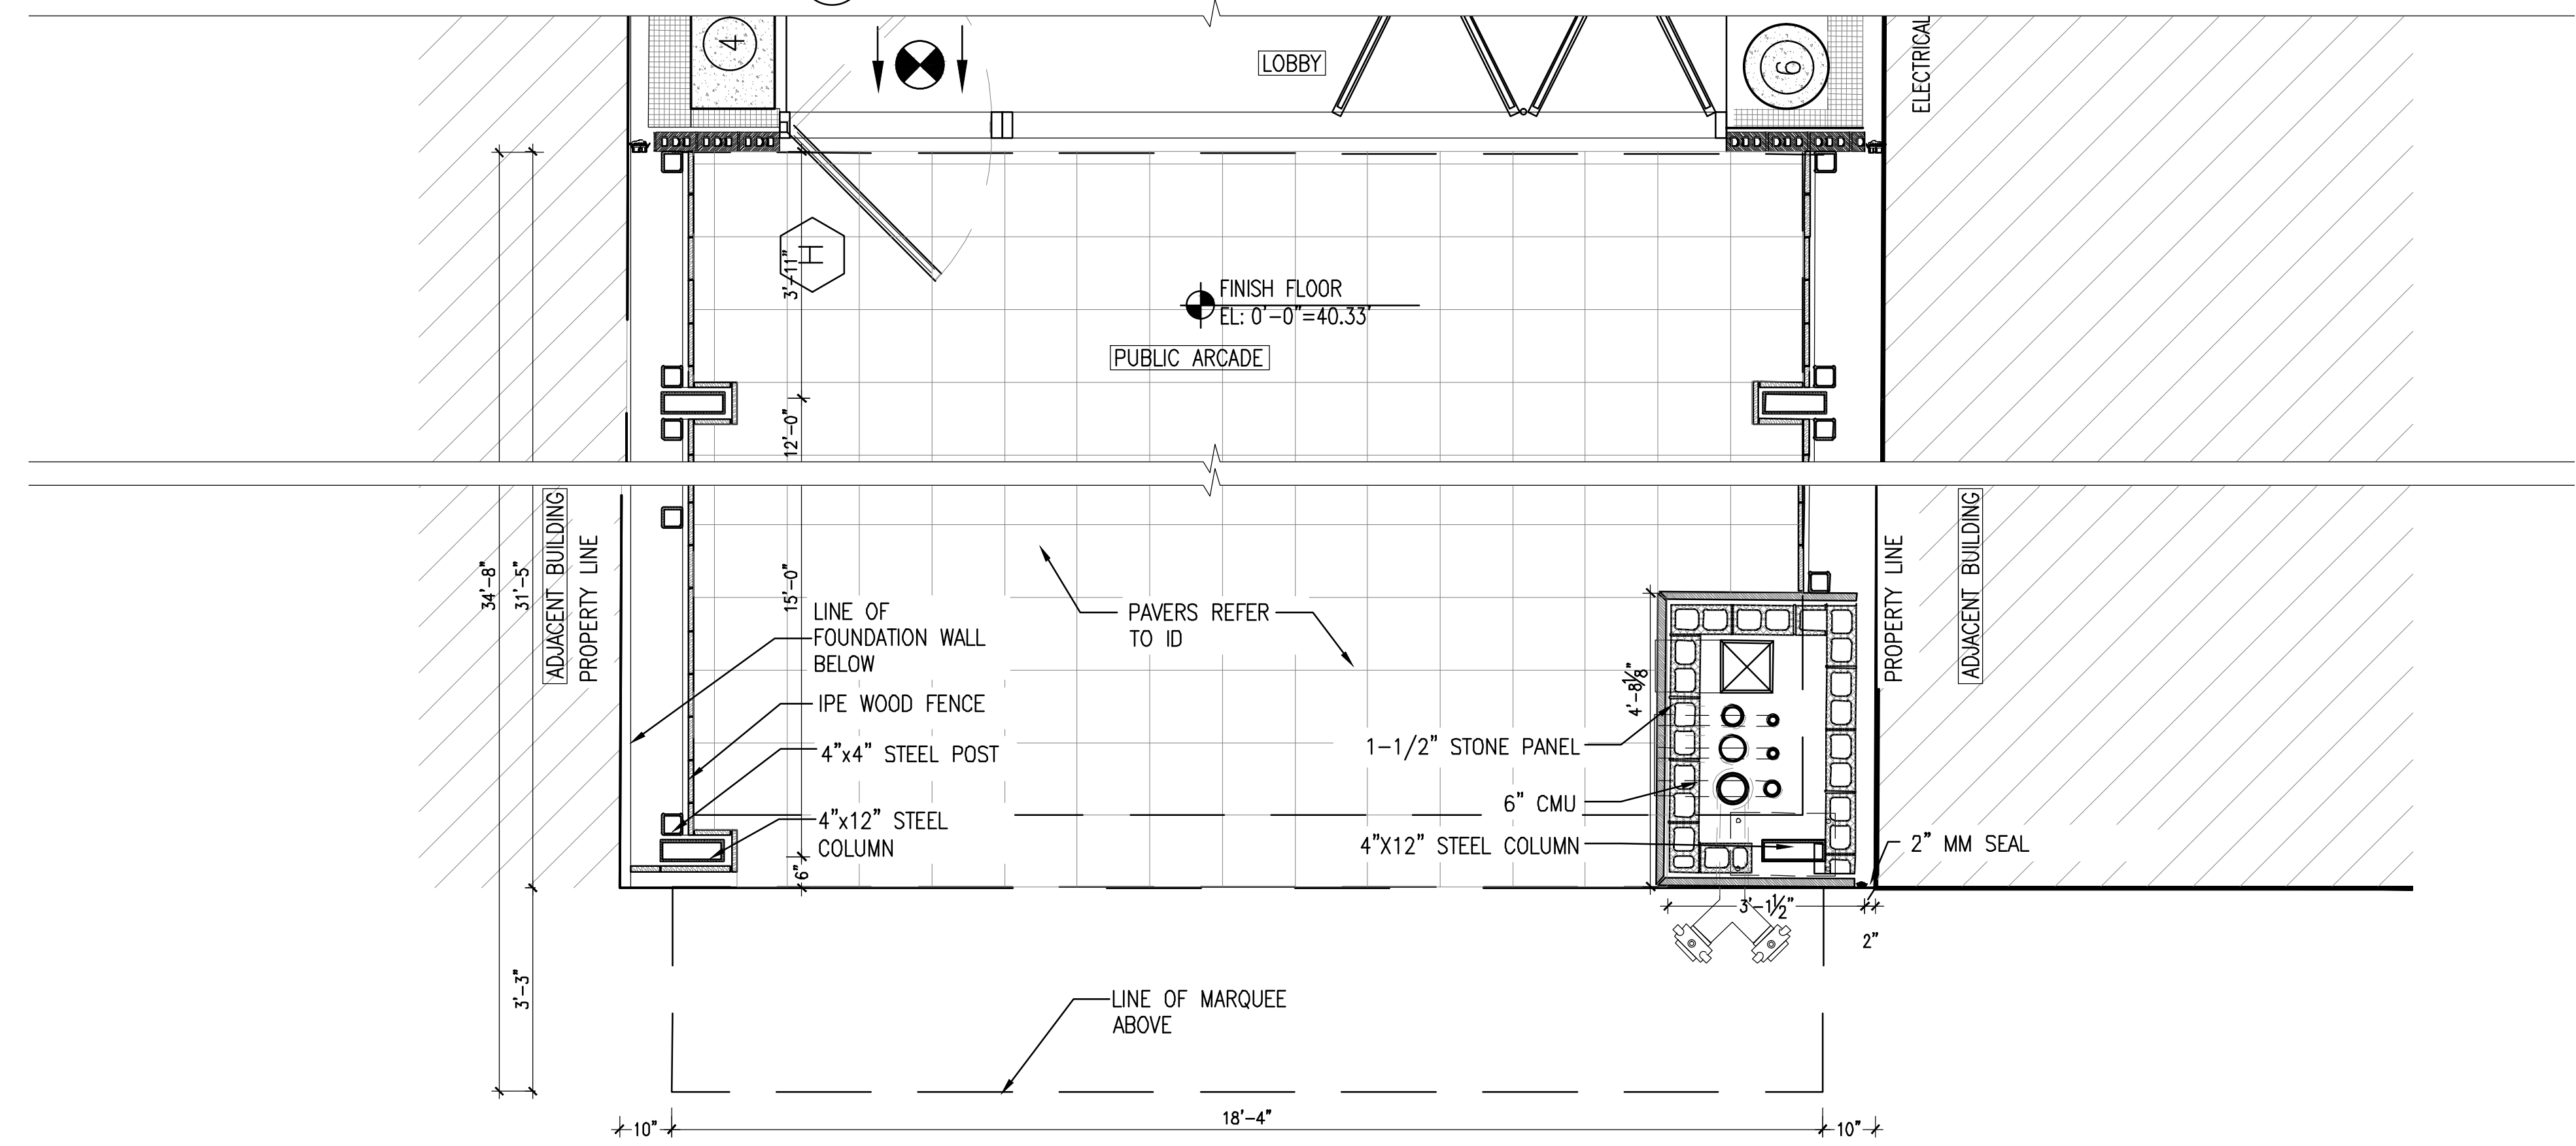 4
LOBBY
6
ELECTRICAL
H
3'-11"
FINISH FLOOR
EL: 0'-0"=40.33'
PUBLIC ARCADE
12'-0"
34'-8"
31'-5"
ADJACENT BUILDING
PROPERTY LINE
15'-0"
LINE OF
FOUNDATION WALL
BELOW
PAVERS REFER
TO ID
PROPERTY LINE
ADJACENT BUILDING
IPE WOOD FENCE
4'-8 1/8"
4"x4" STEEL POST
1-1/2" STONE PANEL
6" CMU
4"x12" STEEL
COLUMN
4"X12" STEEL COLUMN
2" MM SEAL
6"
3'-1 1/2"
2"
3'-3"
LINE OF MARQUEE
ABOVE
10"
18'-4"
10"